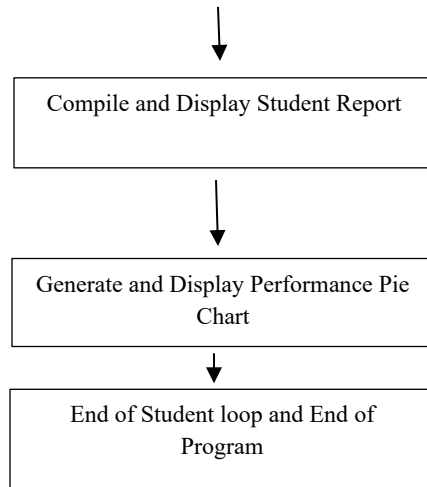 Compile and Display Student Report
Generate and Display Performance Pie
Chart
End of Student loop and End of
Program